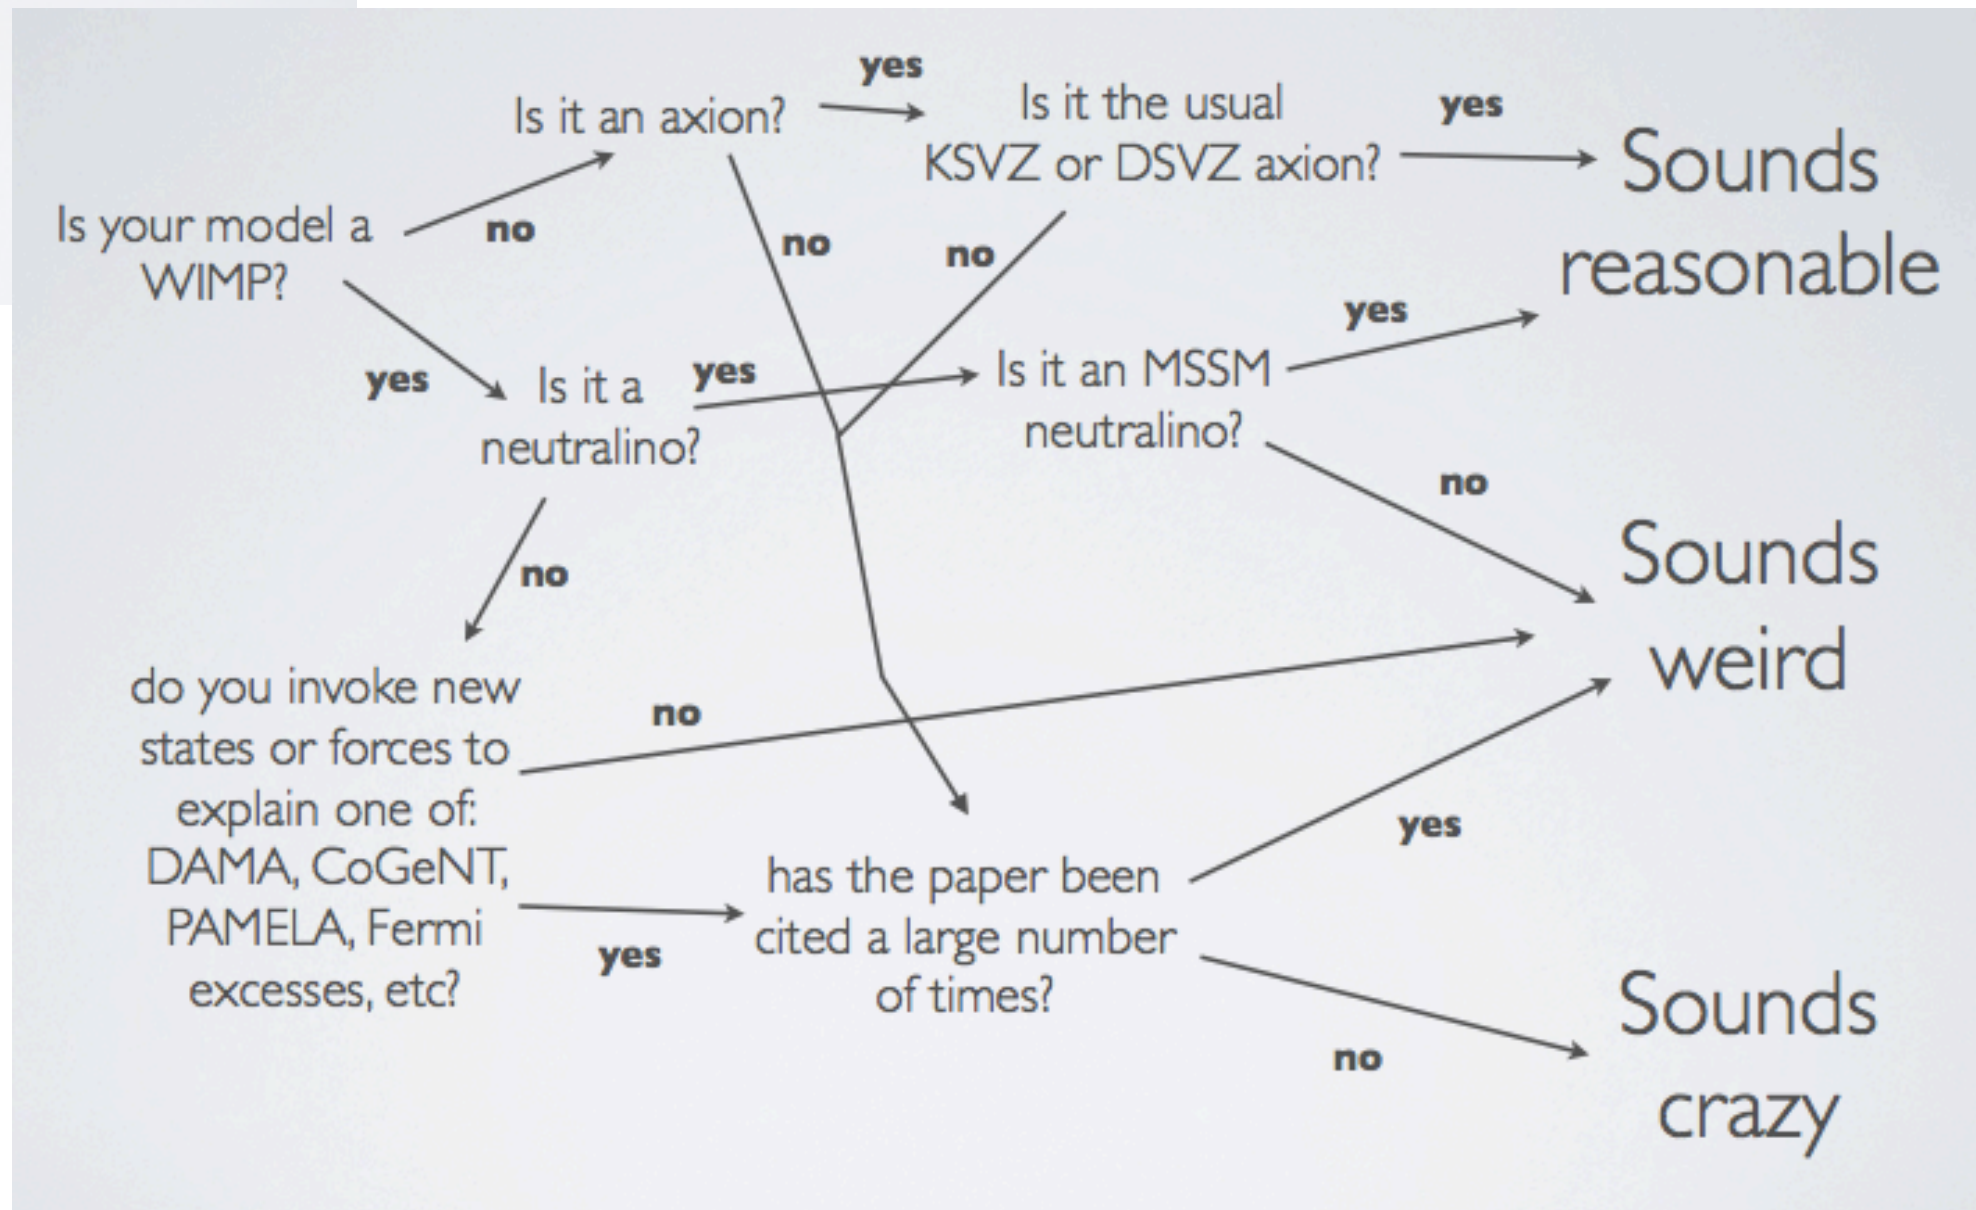 yes
Is it an axion?
Is it the usual
KSVZ or DSVZ axion?
yes
Sounds
reasonable
Is your model a
WIMP?
no
no
no
yes
yes
Is it a
neutralino?
yes
Is it an MSSM
neutralino?
no
Sounds
weird
no
do you invoke new
states or forces to
explain one of:
DAMA, CoGeNT,
PAMELA, Fermi
excesses, etc?
no
yes
has the paper been
cited a large number
of times?
yes
no
Sounds
crazy